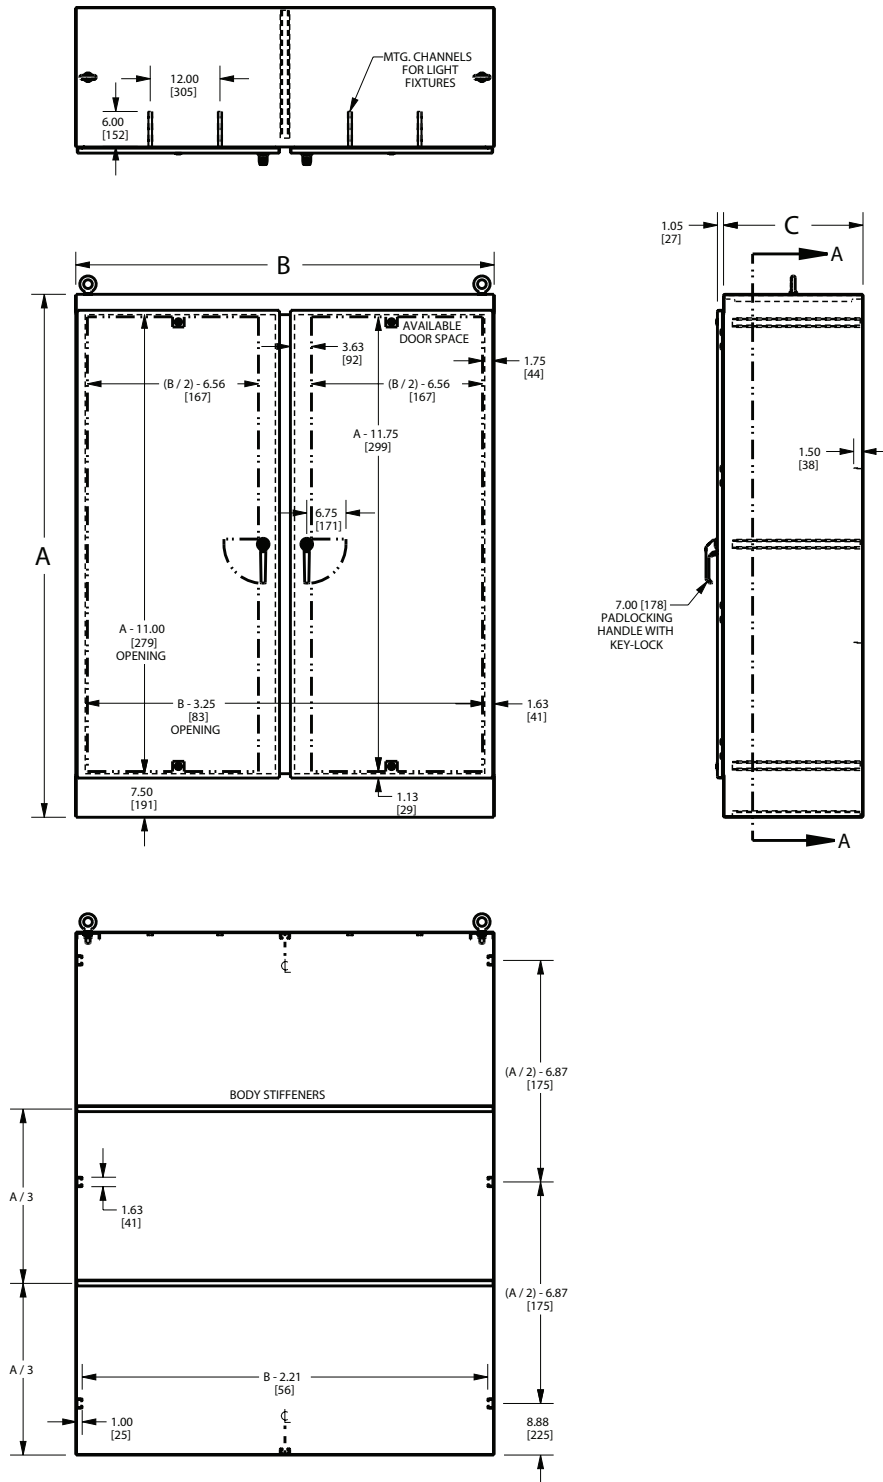 MTG. CHANNELS
FOR LIGHT
FIXTURES
12.00
[305]
6.00
[152]
1.05
[27]
C
A
B
AVAILABLE
DOOR SPACE
3.63
[92]
1.75
[44]
(B / 2) - 6.56
[167]
(B / 2) - 6.56
[167]
A - 11.75
[299]
1.50
[38]
6.75
[171]
A
7.00 [178]
PADLOCKING
HANDLE WITH
KEY-LOCK
A - 11.00
[279]
OPENING
B - 3.25
[83]
OPENING
1.63
[41]
7.50
[191]
1.13
[29]
A
℄
(A / 2) - 6.87
[175]
BODY STIFFENERS
A / 3
1.63
[41]
(A / 2) - 6.87
[175]
A / 3
B - 2.21
[56]
℄
1.00
[25]
8.88
[225]